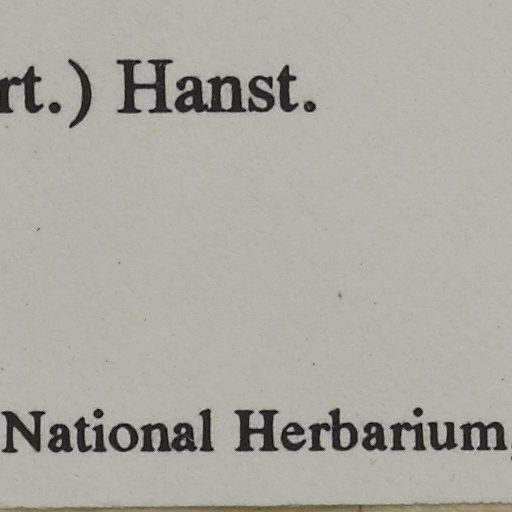 rt.) Hanst.
National Herbarium,